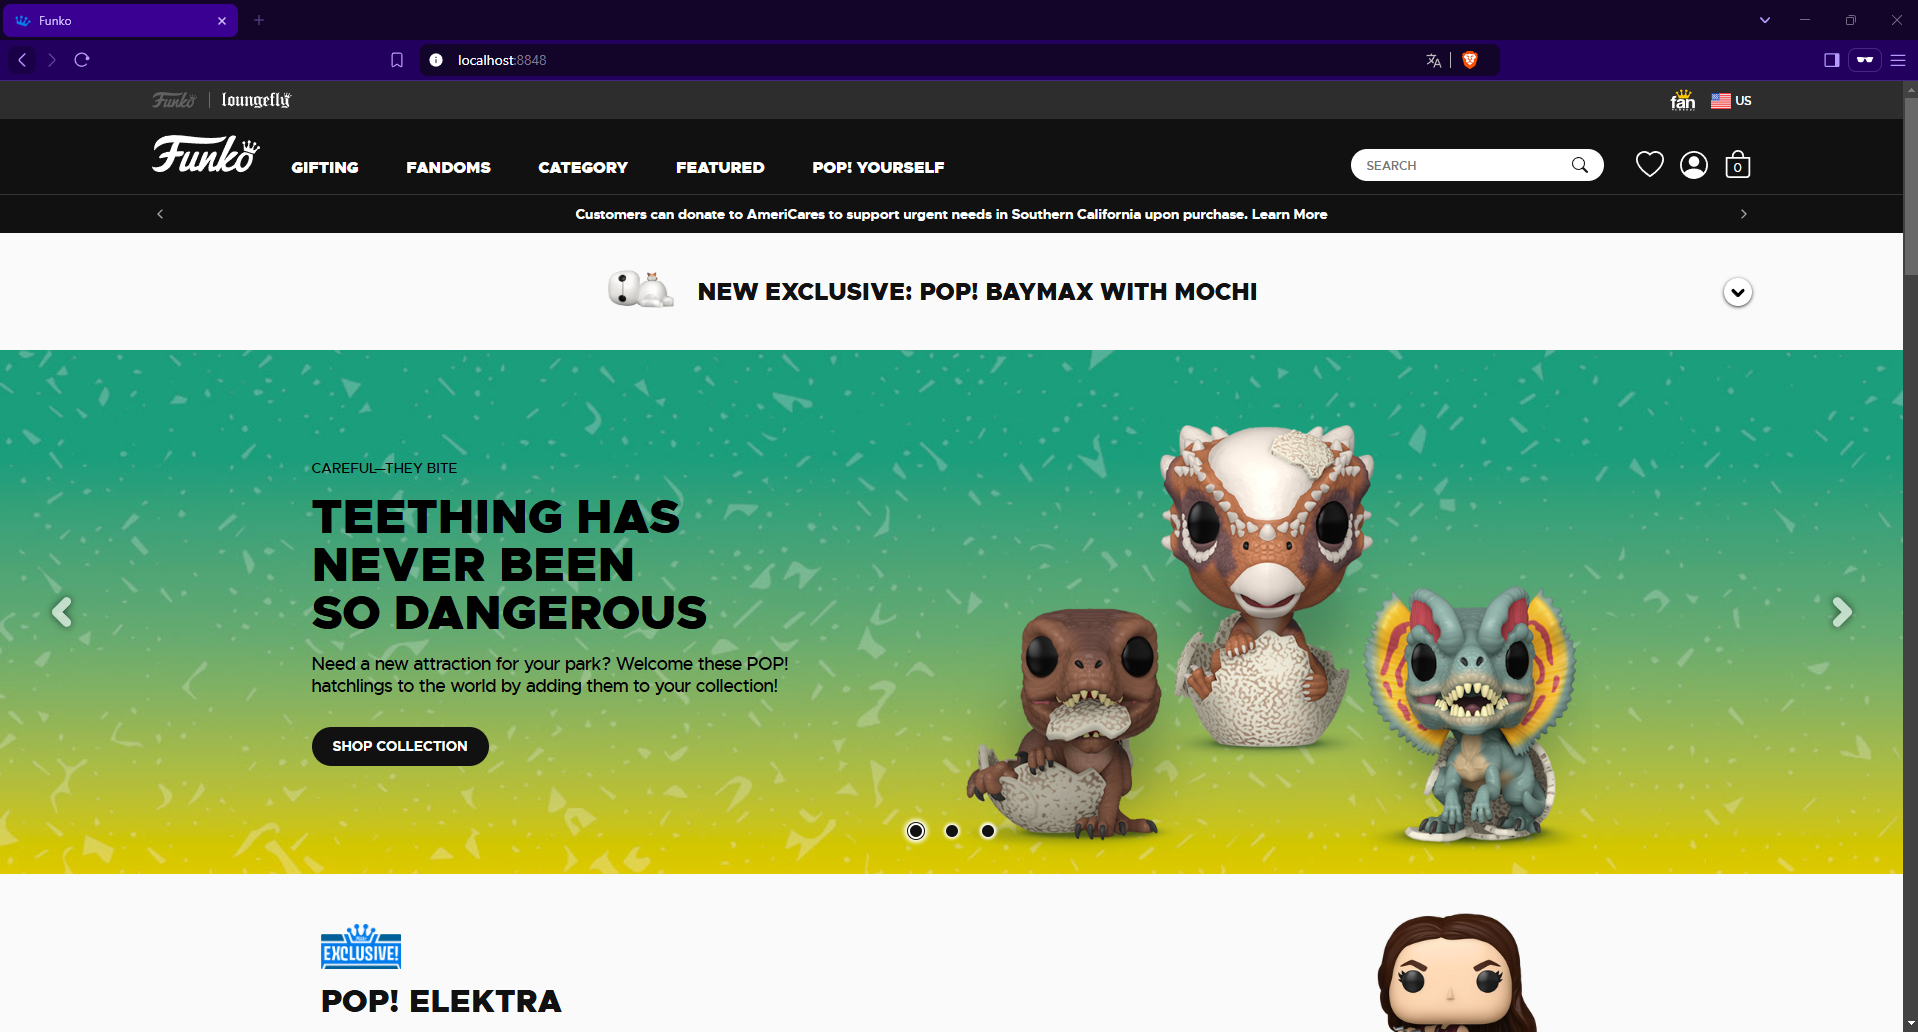 Funko
localhost:8848
Funko
loungefly
fan
US
Funko
GIFTING
FANDOMS
CATEGORY
FEATURED
POP! YOURSELF
SEARCH
0
Customers can donate to AmeriCares to support urgent needs in Southern California upon purchase. Learn More
NEW EXCLUSIVE: POP! BAYMAX WITH MOCHI
CAREFUL—THEY BITE
TEETHING HAS
NEVER BEEN
SO DANGEROUS
Need a new attraction for your park? Welcome these POP!
hatchlings to the world by adding them to your collection!
SHOP COLLECTION
EXCLUSIVE!
POP! ELEKTRA